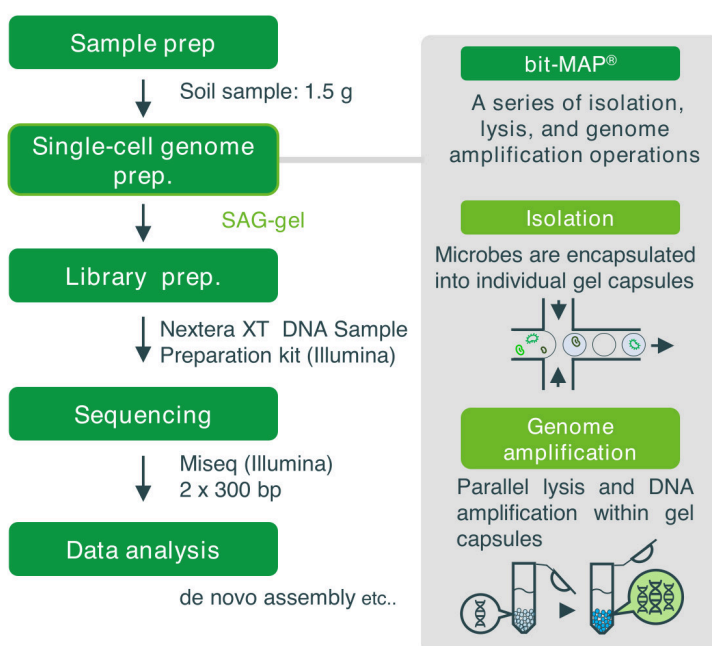 Sample prep
Soil sample: 1.5 g
Single-cell genome
prep.
SAG-gel
Library prep.
Nextera XT DNA Sample
Preparation kit (Illumina)
Sequencing
Miseq (Illumina)
2 x 300 bp
Data analysis
de novo assembly etc..
bit-MAP®
A series of isolation,
lysis, and genome
amplification operations
Isolation
Microbes are encapsulated
into individual gel capsules
Genome
amplification
Parallel lysis and DNA
amplification within gel
capsules